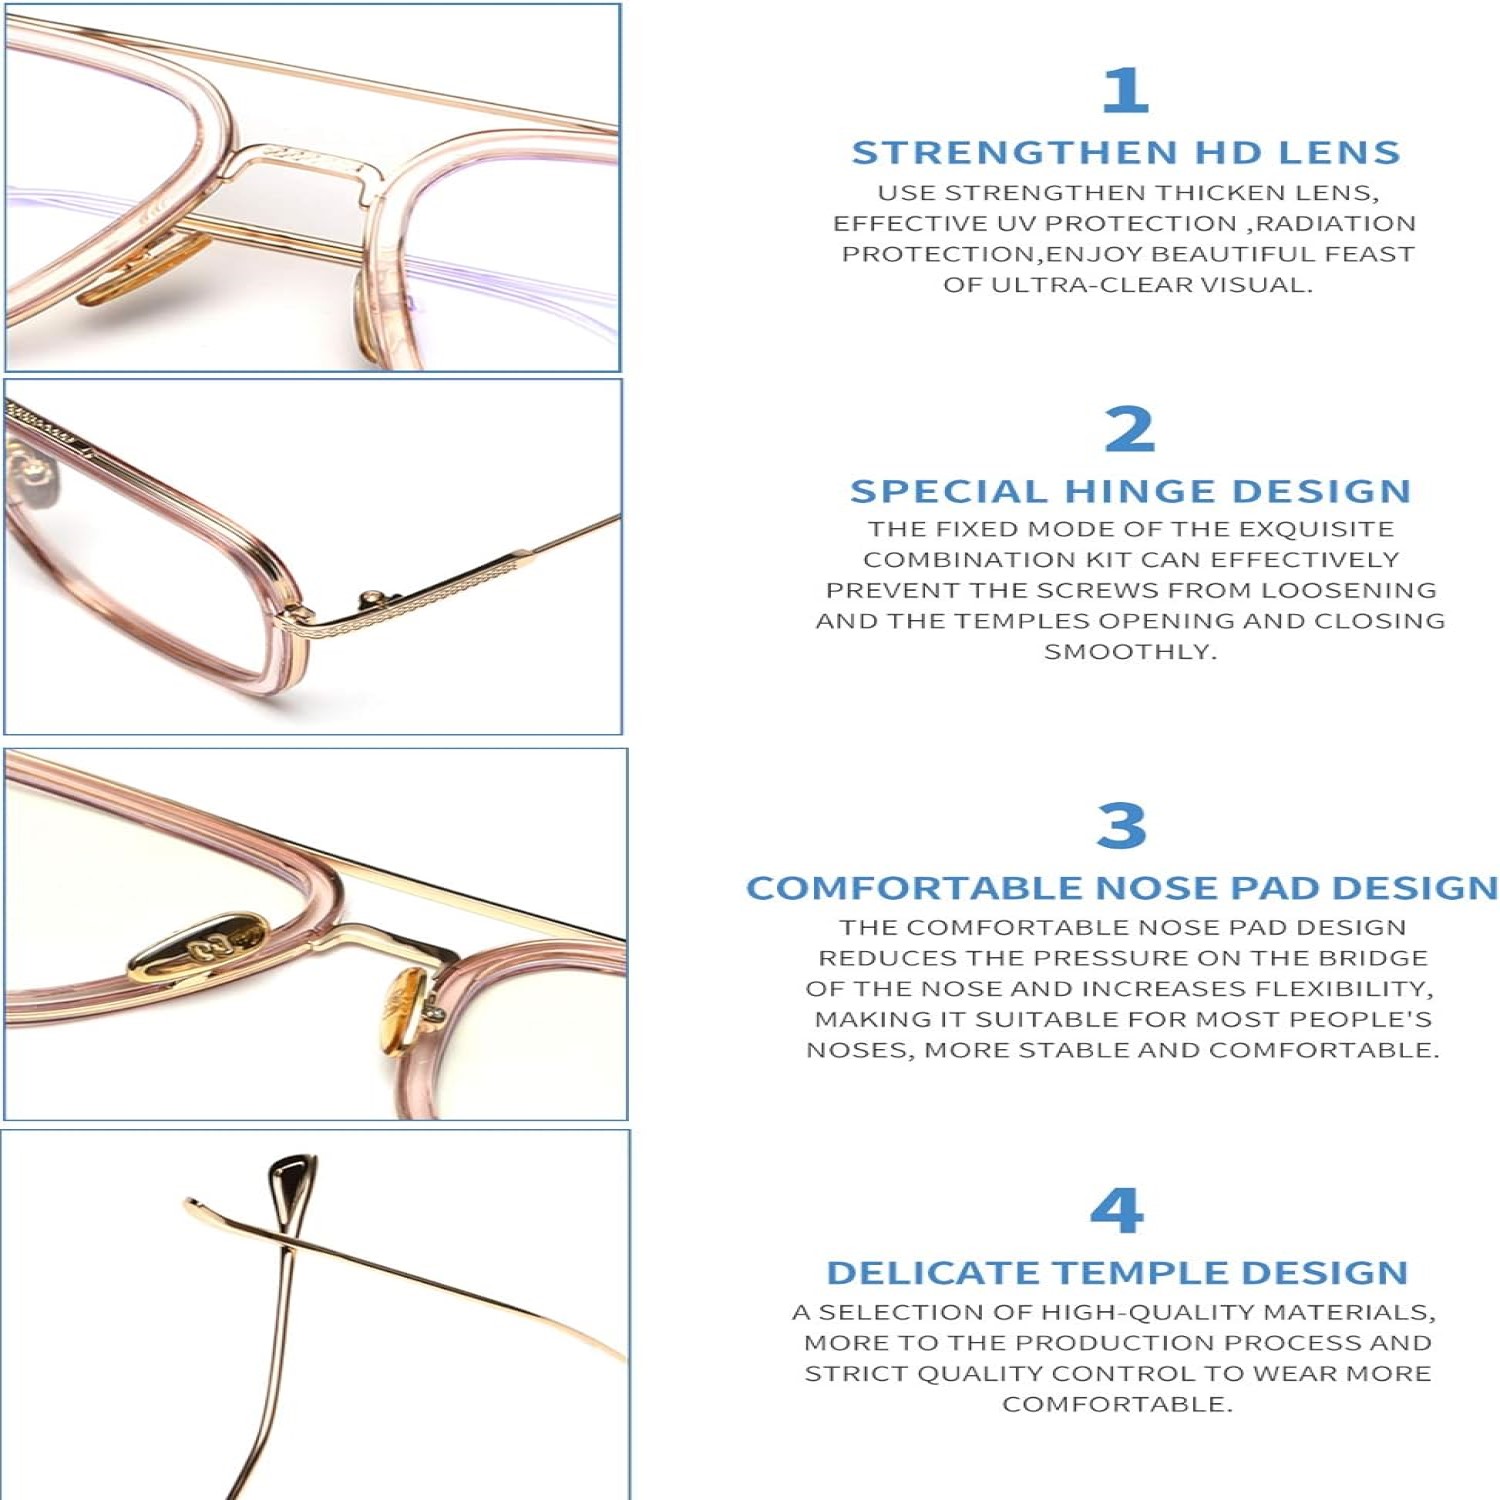 1
STRENGTHEN HD LENS
USE STRENGTHEN THICKEN LENS,
EFFECTIVE UV PROTECTION ,RADIATION
PROTECTION,ENJOY BEAUTIFUL FEAST
OF ULTRA-CLEAR VISUAL.
2
SPECIAL HINGE DESIGN
THE FIXED MODE OF THE EXQUISITE
COMBINATION KIT CAN EFFECTIVELY
PREVENT THE SCREWS FROM LOOSENING
AND THE TEMPLES OPENING AND CLOSING
SMOOTHLY.
3
COMFORTABLE NOSE PAD DESIGN
THE COMFORTABLE NOSE PAD DESIGN
REDUCES THE PRESSURE ON THE BRIDGE
OF THE NOSE AND INCREASES FLEXIBILITY,
MAKING IT SUITABLE FOR MOST PEOPLE'S
NOSES, MORE STABLE AND COMFORTABLE.
4
DELICATE TEMPLE DESIGN
A SELECTION OF HIGH-QUALITY MATERIALS,
MORE TO THE PRODUCTION PROCESS AND
STRICT QUALITY CONTROL TO WEAR MORE
COMFORTABLE.